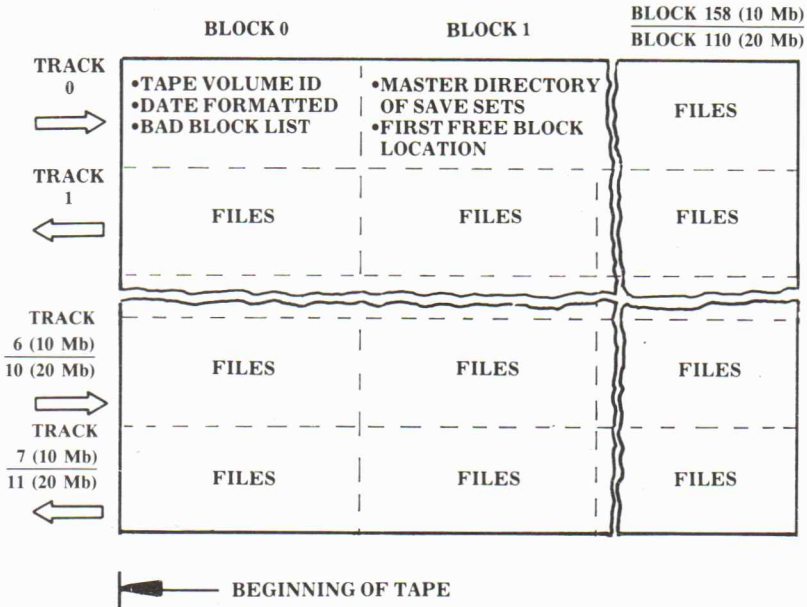 BLOCK 0
BLOCK 1
BLOCK 158 (10 Mb)
BLOCK 110 (20 Mb)
TRACK
0
•TAPE VOLUME ID
•DATE FORMATTED
•BAD BLOCK LIST
•MASTER DIRECTORY
OF SAVE SETS
•FIRST FREE BLOCK
LOCATION
FILES
TRACK
1
FILES
FILES
FILES
TRACK
6 (10 Mb)
10 (20 Mb)
FILES
FILES
FILES
TRACK
7 (10 Mb)
11 (20 Mb)
FILES
FILES
FILES
BEGINNING OF TAPE